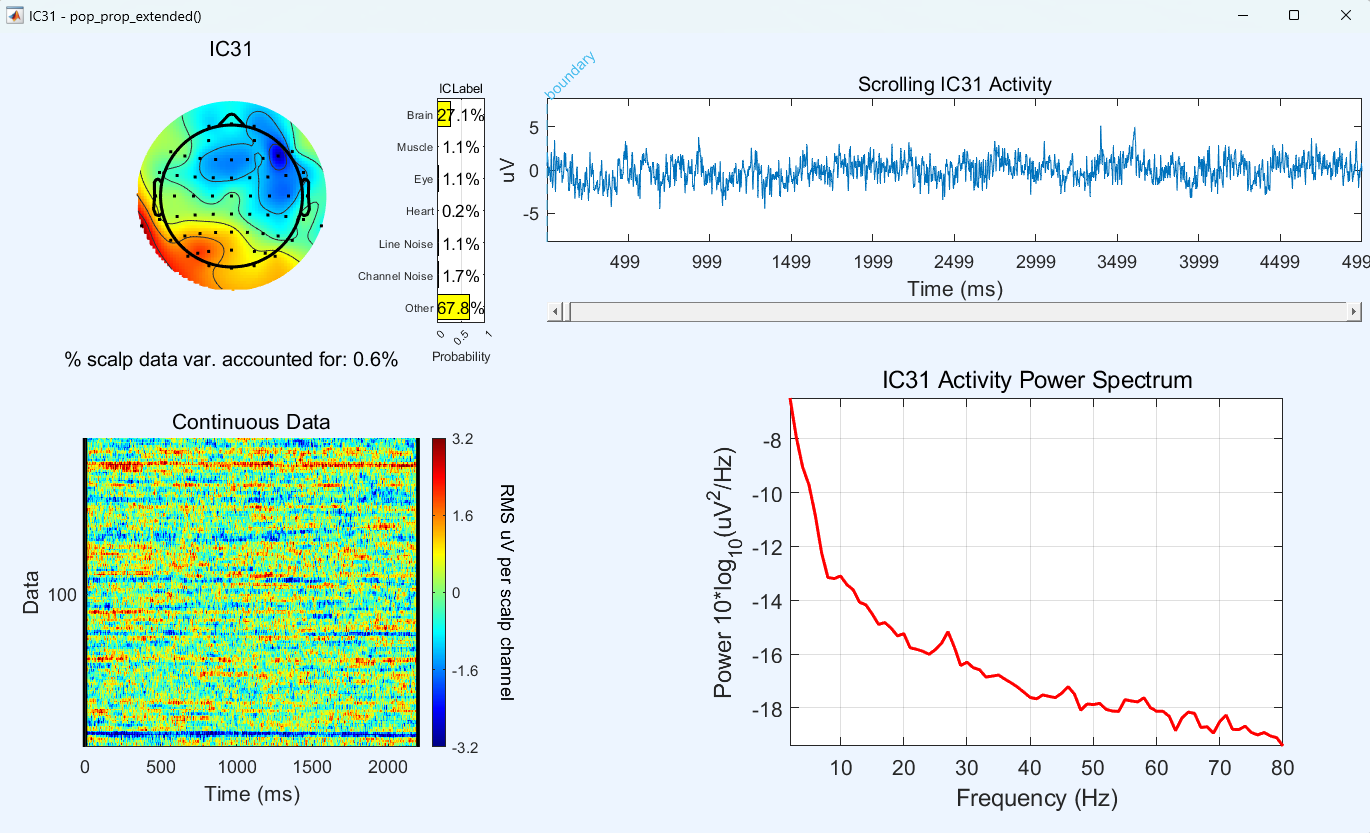 IC31 - pop_prop_extended()
IC31
ICLabel
Brain 27.1%
Muscle 1.1%
Eye 1.1%
Heart 0.2%
Line Noise 1.1%
Channel Noise 1.7%
Other 67.8%
0 0.5 1
Probability
% scalp data var. accounted for: 0.6%
boundary
Scrolling IC31 Activity
uV
5
0
-5
499 999 1499 1999 2499 2999 3499 3999 4499 499
Time (ms)
Continuous Data
Data
100
0 500 1000 1500 2000
Time (ms)
3.2
1.6
0
-1.6
-3.2
RMS uV per scalp channel
IC31 Activity Power Spectrum
Power 10*log10(uV2/Hz)
-8
-10
-12
-14
-16
-18
10 20 30 40 50 60 70 80
Frequency (Hz)